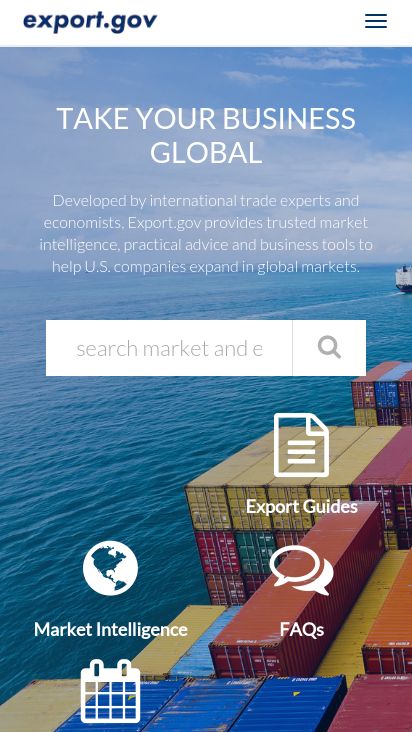 export.gov
TAKE YOUR BUSINESS
GLOBAL
Developed by international trade experts and
economists, Export.gov provides trusted market
intelligence, practical advice and business tools to
help U.S. companies expand in global markets.
search market and e
Export Guides
Market Intelligence
FAQs